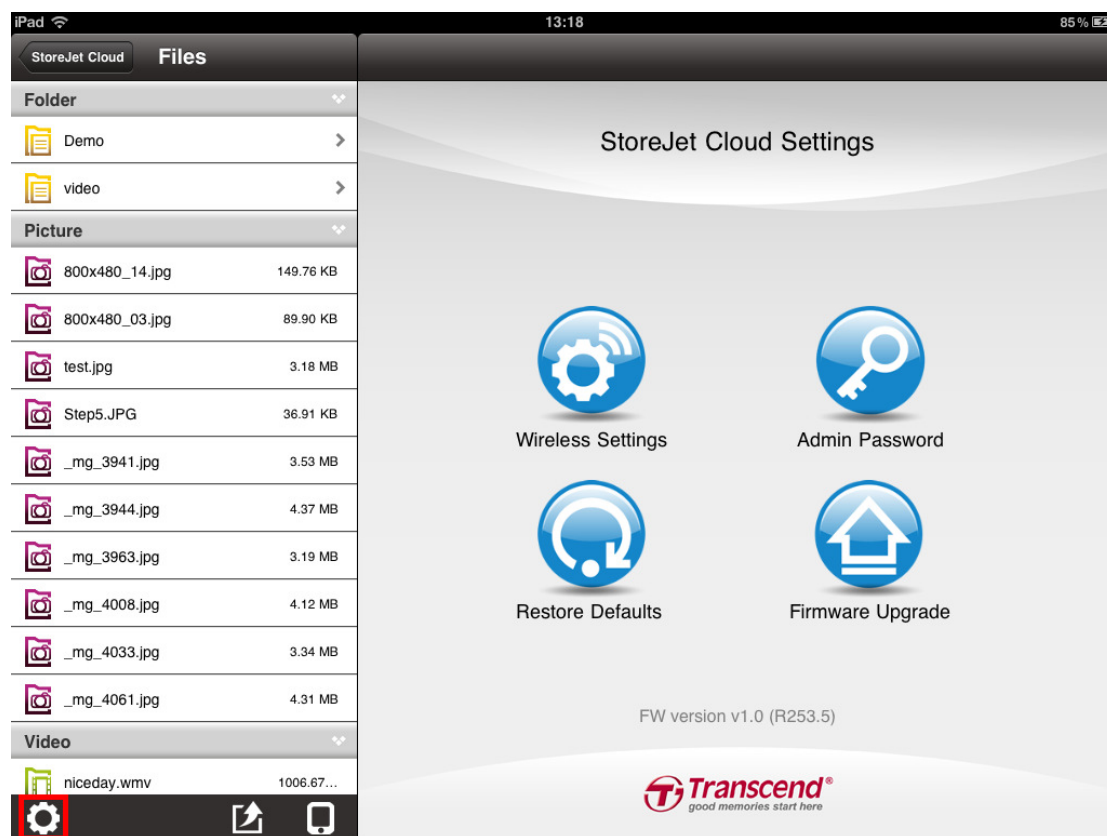 iPad 13:18 85%
StoreJet Cloud Files
Folder
Demo
video
Picture
800x480_14.jpg 149.76 KB
800x480_03.jpg 89.90 KB
test.jpg 3.18 MB
Step5.JPG 36.91 KB
_mg_3941.jpg 3.53 MB
_mg_3944.jpg 4.37 MB
_mg_3963.jpg 3.19 MB
_mg_4008.jpg 4.12 MB
_mg_4033.jpg 3.34 MB
_mg_4061.jpg 4.31 MB
Video
niceday.wmv 1006.67...
StoreJet Cloud Settings
Wireless Settings
Admin Password
Restore Defaults
Firmware Upgrade
FW version v1.0 (R253.5)
Transcend®
good memories start here